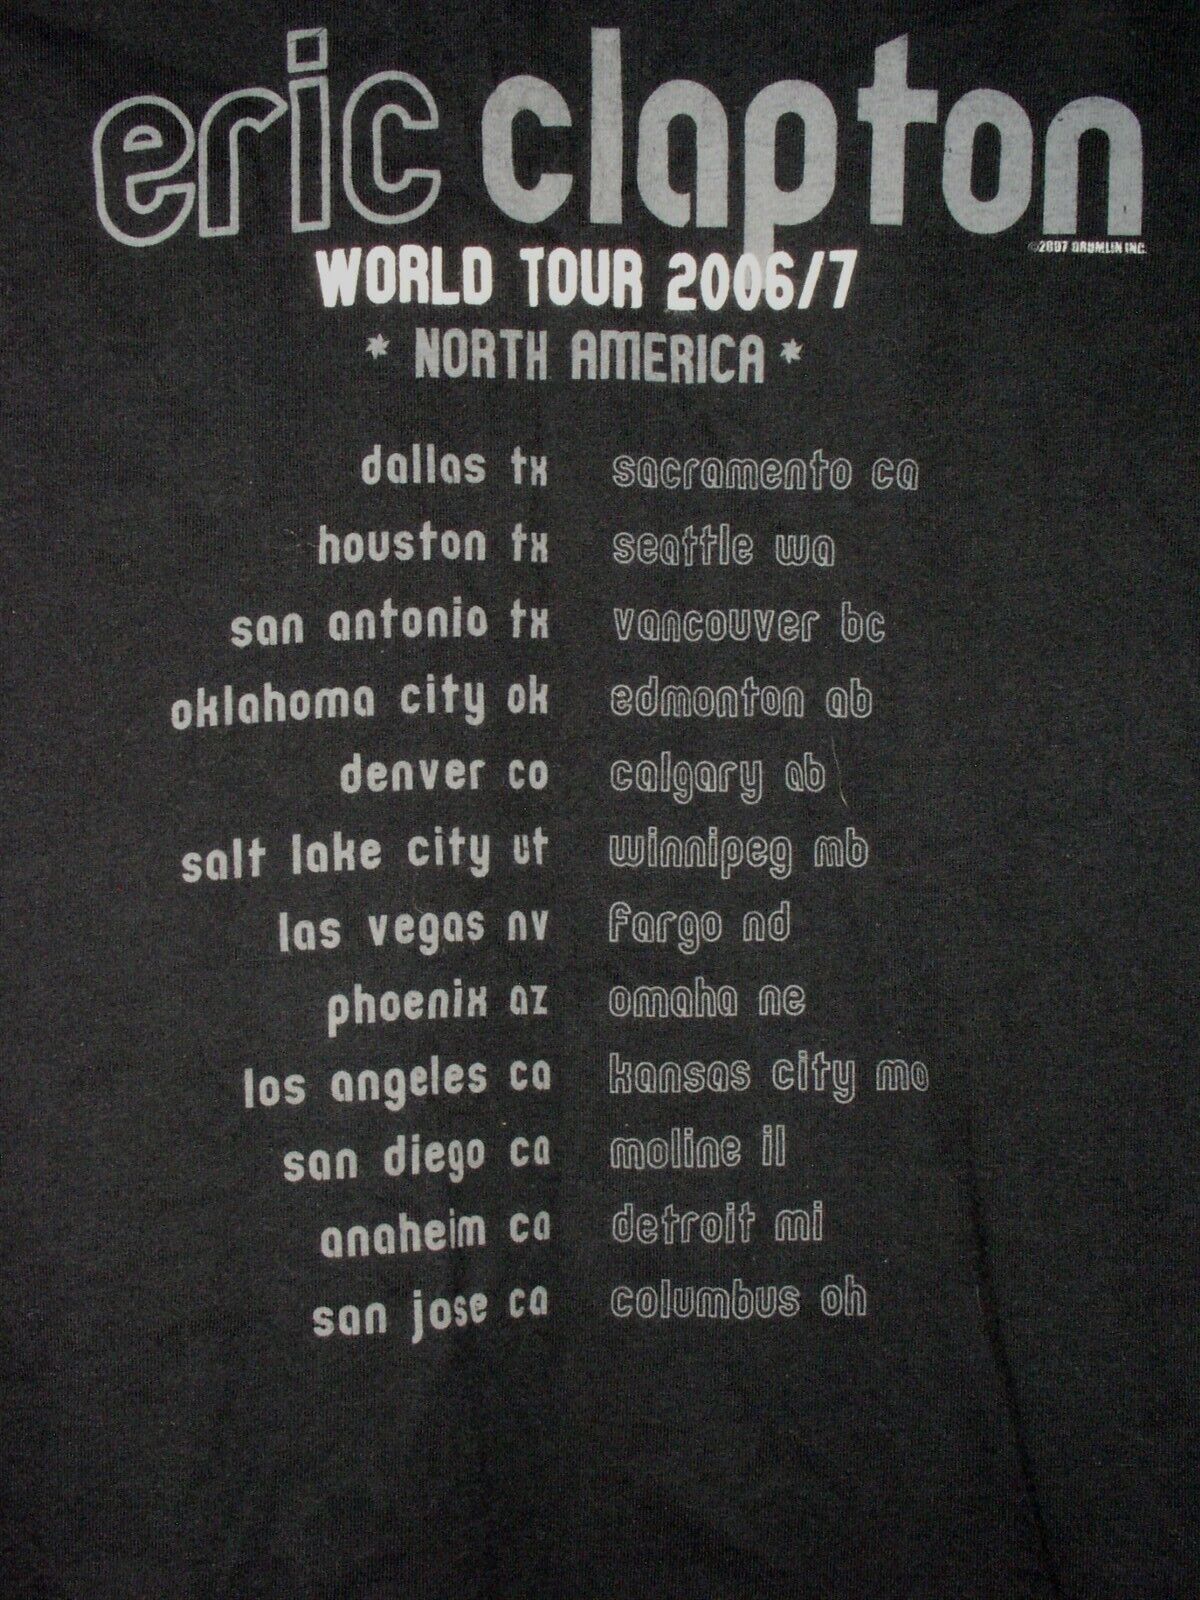 eric clapton
©2007 DRUMLIN INC.
WORLD TOUR 2006/7
* NORTH AMERICA *
dallas tx
houston tx
san antonio tx
oklahoma city ok
denver co
salt lake city ut
las vegas nv
phoenix az
los angeles ca
san diego ca
anaheim ca
san jose ca
sacramento ca
seattle wa
vancouver bc
edmonton ab
calgary ab
winnipeg mb
fargo nd
omaha ne
kansas city mo
moline il
detroit mi
columbus oh